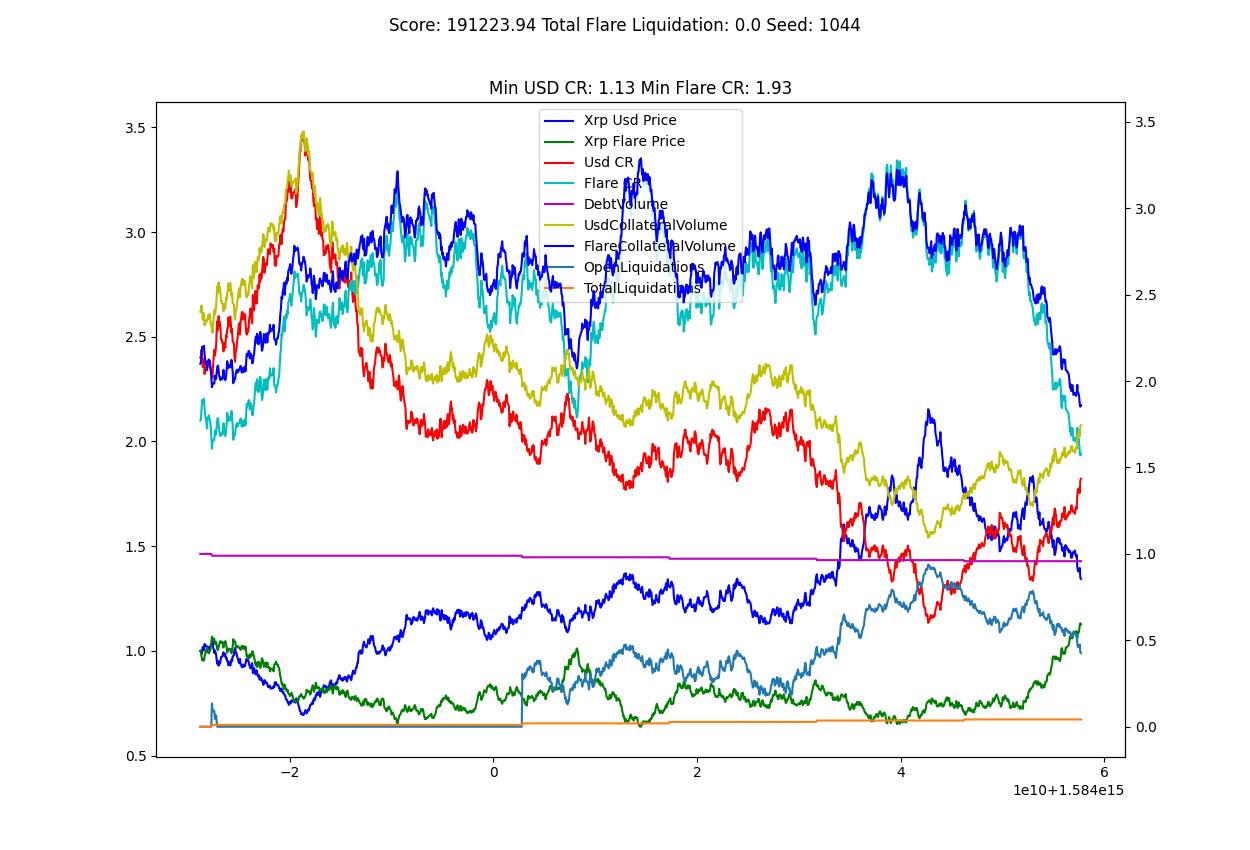 Score: 191223.94 Total Flare Liquidation: 0.0 Seed: 1044
Min USD CR: 1.13 Min Flare CR: 1.93
Xrp Usd Price
Xrp Flare Price
Usd CR
Flare CR
DebtVolume
UsdCollateralVolume
FlareCollateralVolume
OpenLiquidations
TotalLiquidations
3.5
3.0
2.5
2.0
1.5
1.0
0.5
3.5
3.0
2.5
2.0
1.5
1.0
0.5
0.0
−2
0
2
4
6
1e10+1.584e15